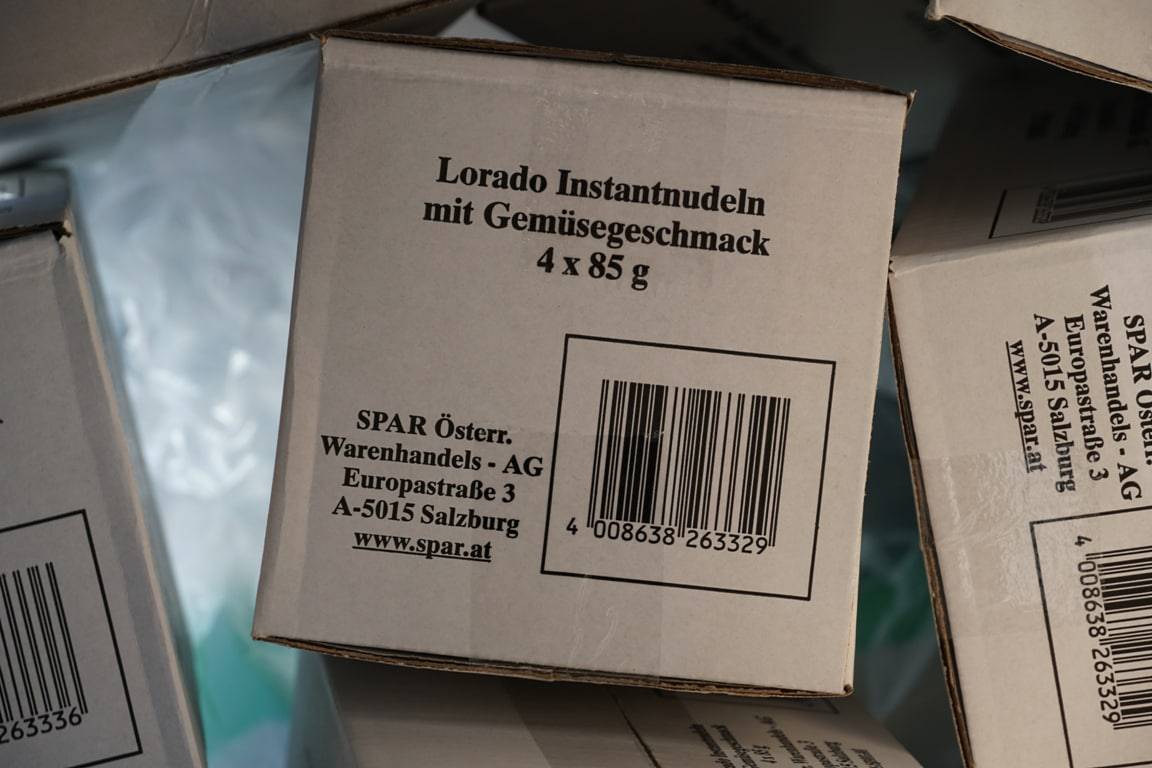 Lorado Instantnudeln
mit Gemüsegeschmack
4 x 85 g
SPAR Österr.
Warenhandels - AG
Europastraße 3
A-5015 Salzburg
www.spar.at
4 008638 263329
SPAR Österr.
Warenhandels - AG
Europastraße 3
A-5015 Salzburg
www.spar.at
4 008638 263329
263336